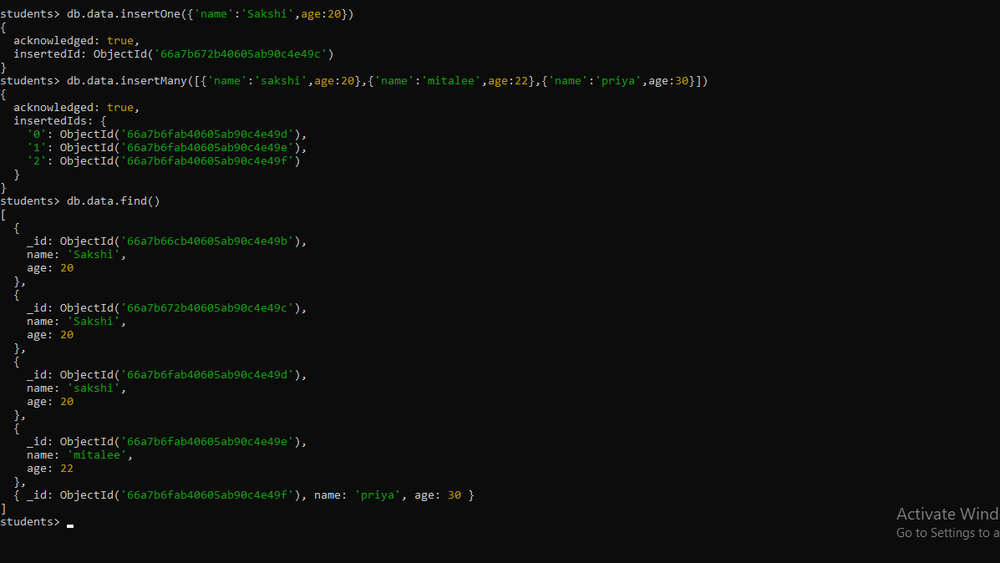 students> db.data.insertOne({'name':'Sakshi',age:20})
{
  acknowledged: true,
  insertedId: ObjectId('66a7b672b40605ab90c4e49c')
}
students> db.data.insertMany([{'name':'sakshi',age:20},{'name':'mitalee',age:22},{'name':'priya',age:30}])
{
  acknowledged: true,
  insertedIds: {
    '0': ObjectId('66a7b6fab40605ab90c4e49d'),
    '1': ObjectId('66a7b6fab40605ab90c4e49e'),
    '2': ObjectId('66a7b6fab40605ab90c4e49f')
  }
}
students> db.data.find()
[
  {
    _id: ObjectId('66a7b66cb40605ab90c4e49b'),
    name: 'Sakshi',
    age: 20
  },
  {
    _id: ObjectId('66a7b672b40605ab90c4e49c'),
    name: 'Sakshi',
    age: 20
  },
  {
    _id: ObjectId('66a7b6fab40605ab90c4e49d'),
    name: 'sakshi',
    age: 20
  },
  {
    _id: ObjectId('66a7b6fab40605ab90c4e49e'),
    name: 'mitalee',
    age: 22
  },
  { _id: ObjectId('66a7b6fab40605ab90c4e49f'), name: 'priya', age: 30 }
]
students>
Activate Wind
Go to Settings to a